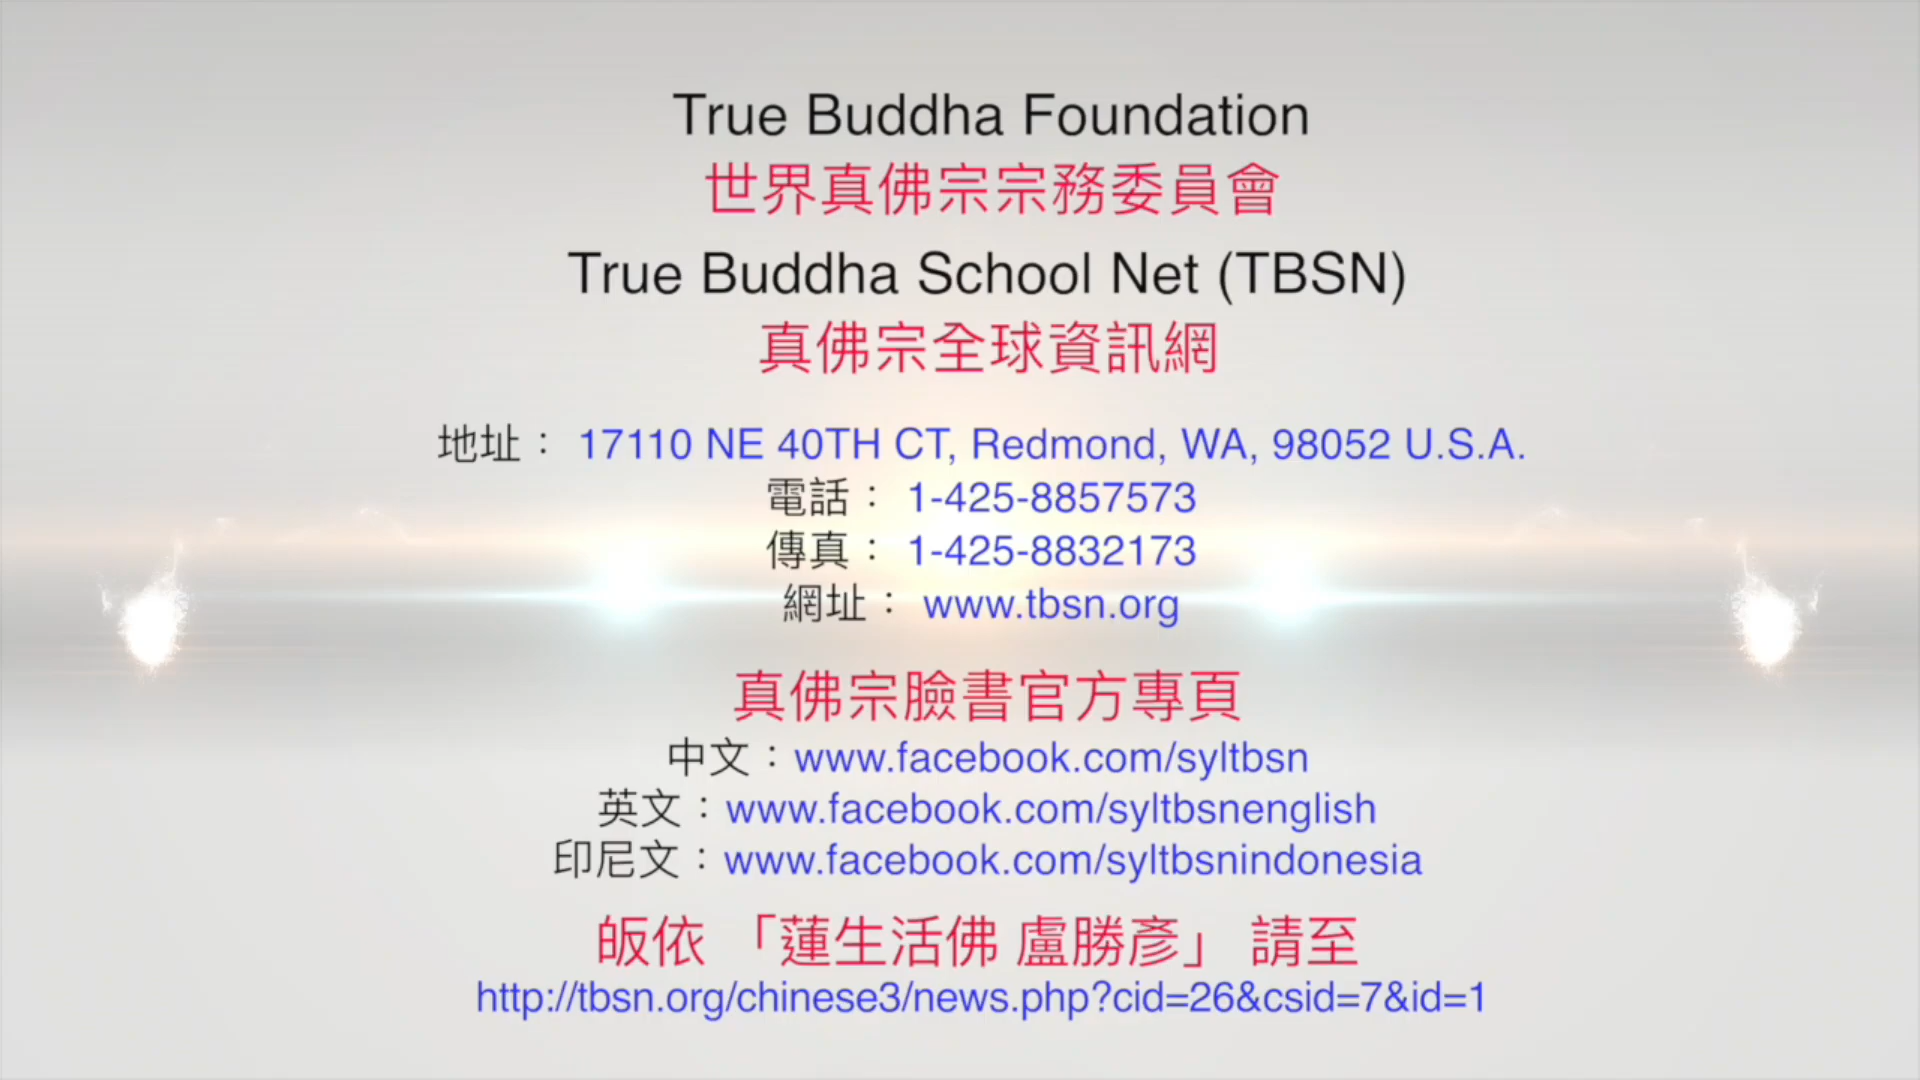 True Buddha Foundation
世界真佛宗宗務委員會
True Buddha School Net (TBSN)
真佛宗全球資訊網
地址： 17110 NE 40TH CT, Redmond, WA, 98052 U.S.A.
電話： 1-425-8857573
傳真： 1-425-8832173
網址： www.tbsn.org
真佛宗臉書官方專頁
中文：www.facebook.com/syltbsn
英文：www.facebook.com/syltbsnenglish
印尼文：www.facebook.com/syltbsnindonesia
皈依 「蓮生活佛 盧勝彥」 請至
http://tbsn.org/chinese3/news.php?cid=26&csid=7&id=1